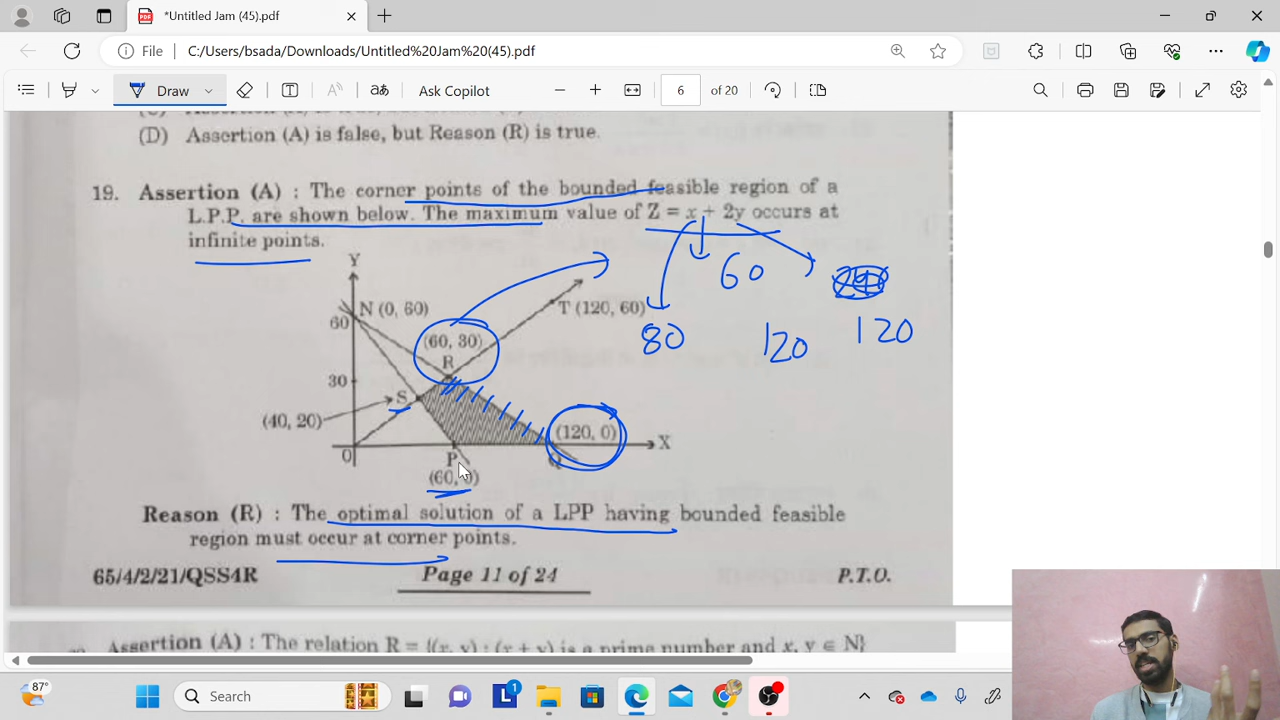 *Untitled Jam (45).pdf
File C:/Users/bsada/Downloads/Untitled%20Jam%20(45).pdf
Draw Ask Copilot 6 of 20
(D) Assertion (A) is false, but Reason (R) is true.
19. Assertion (A) : The corner points of the bounded feasible region of a
L.P.P. are shown below. The maximum value of Z = x + 2y occurs at
infinite points.
Y
N (0, 60)
60
T (120, 60)
(60, 30)
R
30
S
(40, 20)
(120, 0)
X
0
P
Q
(60, 0)
60
80
120
120
Reason (R) : The optimal solution of a LPP having bounded feasible
region must occur at corner points.
65/4/2/21/QSS4R Page 11 of 24 P.T.O.
Assertion (A) : The relation R = {(x, y) : (x + y) is a prime number and x, y ∈ N}
87°
Search
1